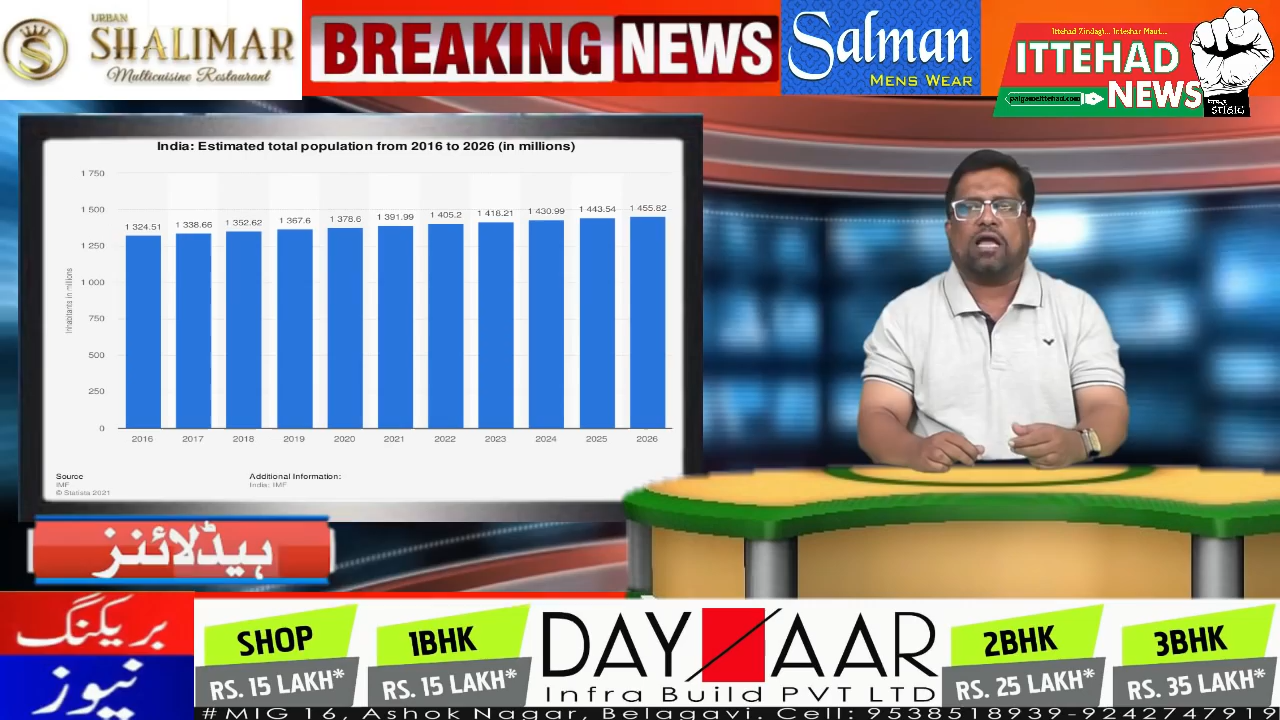 URBAN
SHALIMAR
Multicuisine Restaurant
BREAKING NEWS
Salman
MENS WEAR
Ittehad Zindagi... Inteshar Maut...
ITTEHAD
NEWS
paigameittehad.com
India: Estimated total population from 2016 to 2026 (in millions)
Inhabitants in millions
1 750
1 500
1 250
1 000
750
500
250
0
1 324.51 1 338.66 1 352.62 1 367.6 1 378.6 1 391.99 1 405.2 1 418.21 1 430.99 1 443.54 1 455.82
2016 2017 2018 2019 2020 2021 2022 2023 2024 2025 2026
Source
IMF
© Statista 2021
Additional Information:
India; IMF
ہیڈلائنز
بریکنگ
نیوز
SHOP
RS. 15 LAKH*
1BHK
RS. 15 LAKH*
DAYAAR
Infra Build PVT LTD
2BHK
RS. 25 LAKH*
3BHK
RS. 35 LAKH*
#MIG 16, Ashok Nagar, Belagavi. Cell: 9538518939-9242747919